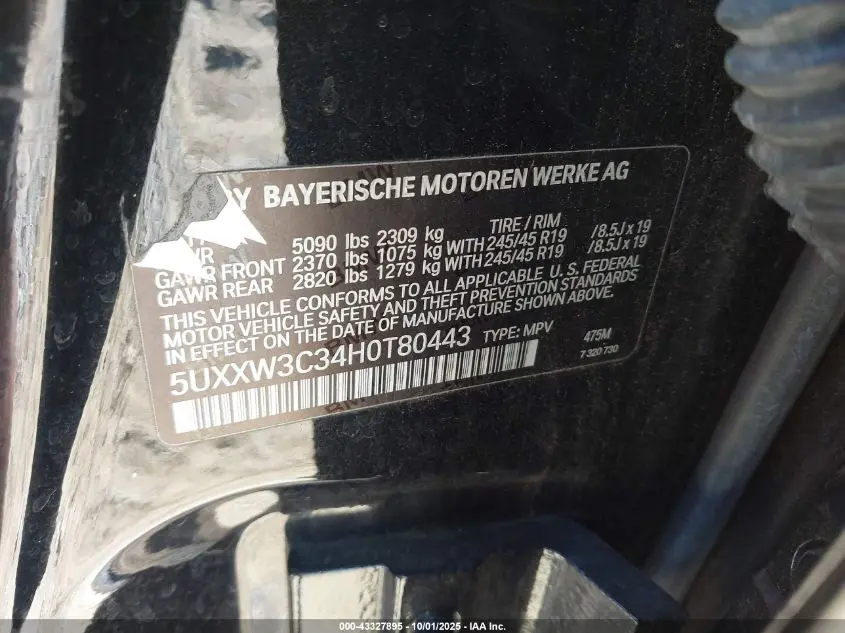 BAYERISCHE MOTOREN WERKE AG
TIRE / RIM
5090 lbs 2309 kg
GAWR FRONT 2370 lbs 1075 kg WITH 245/45 R19 /8.5J x 19
GAWR REAR 2820 lbs 1279 kg WITH 245/45 R19 /8.5J x 19
THIS VEHICLE CONFORMS TO ALL APPLICABLE U. S. FEDERAL
MOTOR VEHICLE SAFETY AND THEFT PREVENTION STANDARDS
IN EFFECT ON THE DATE OF MANUFACTURE SHOWN ABOVE.
5UXXW3C34H0T80443 TYPE: MPV 475M
7 320 730
000-43327895 - 10/01/2025 - IAA Inc.